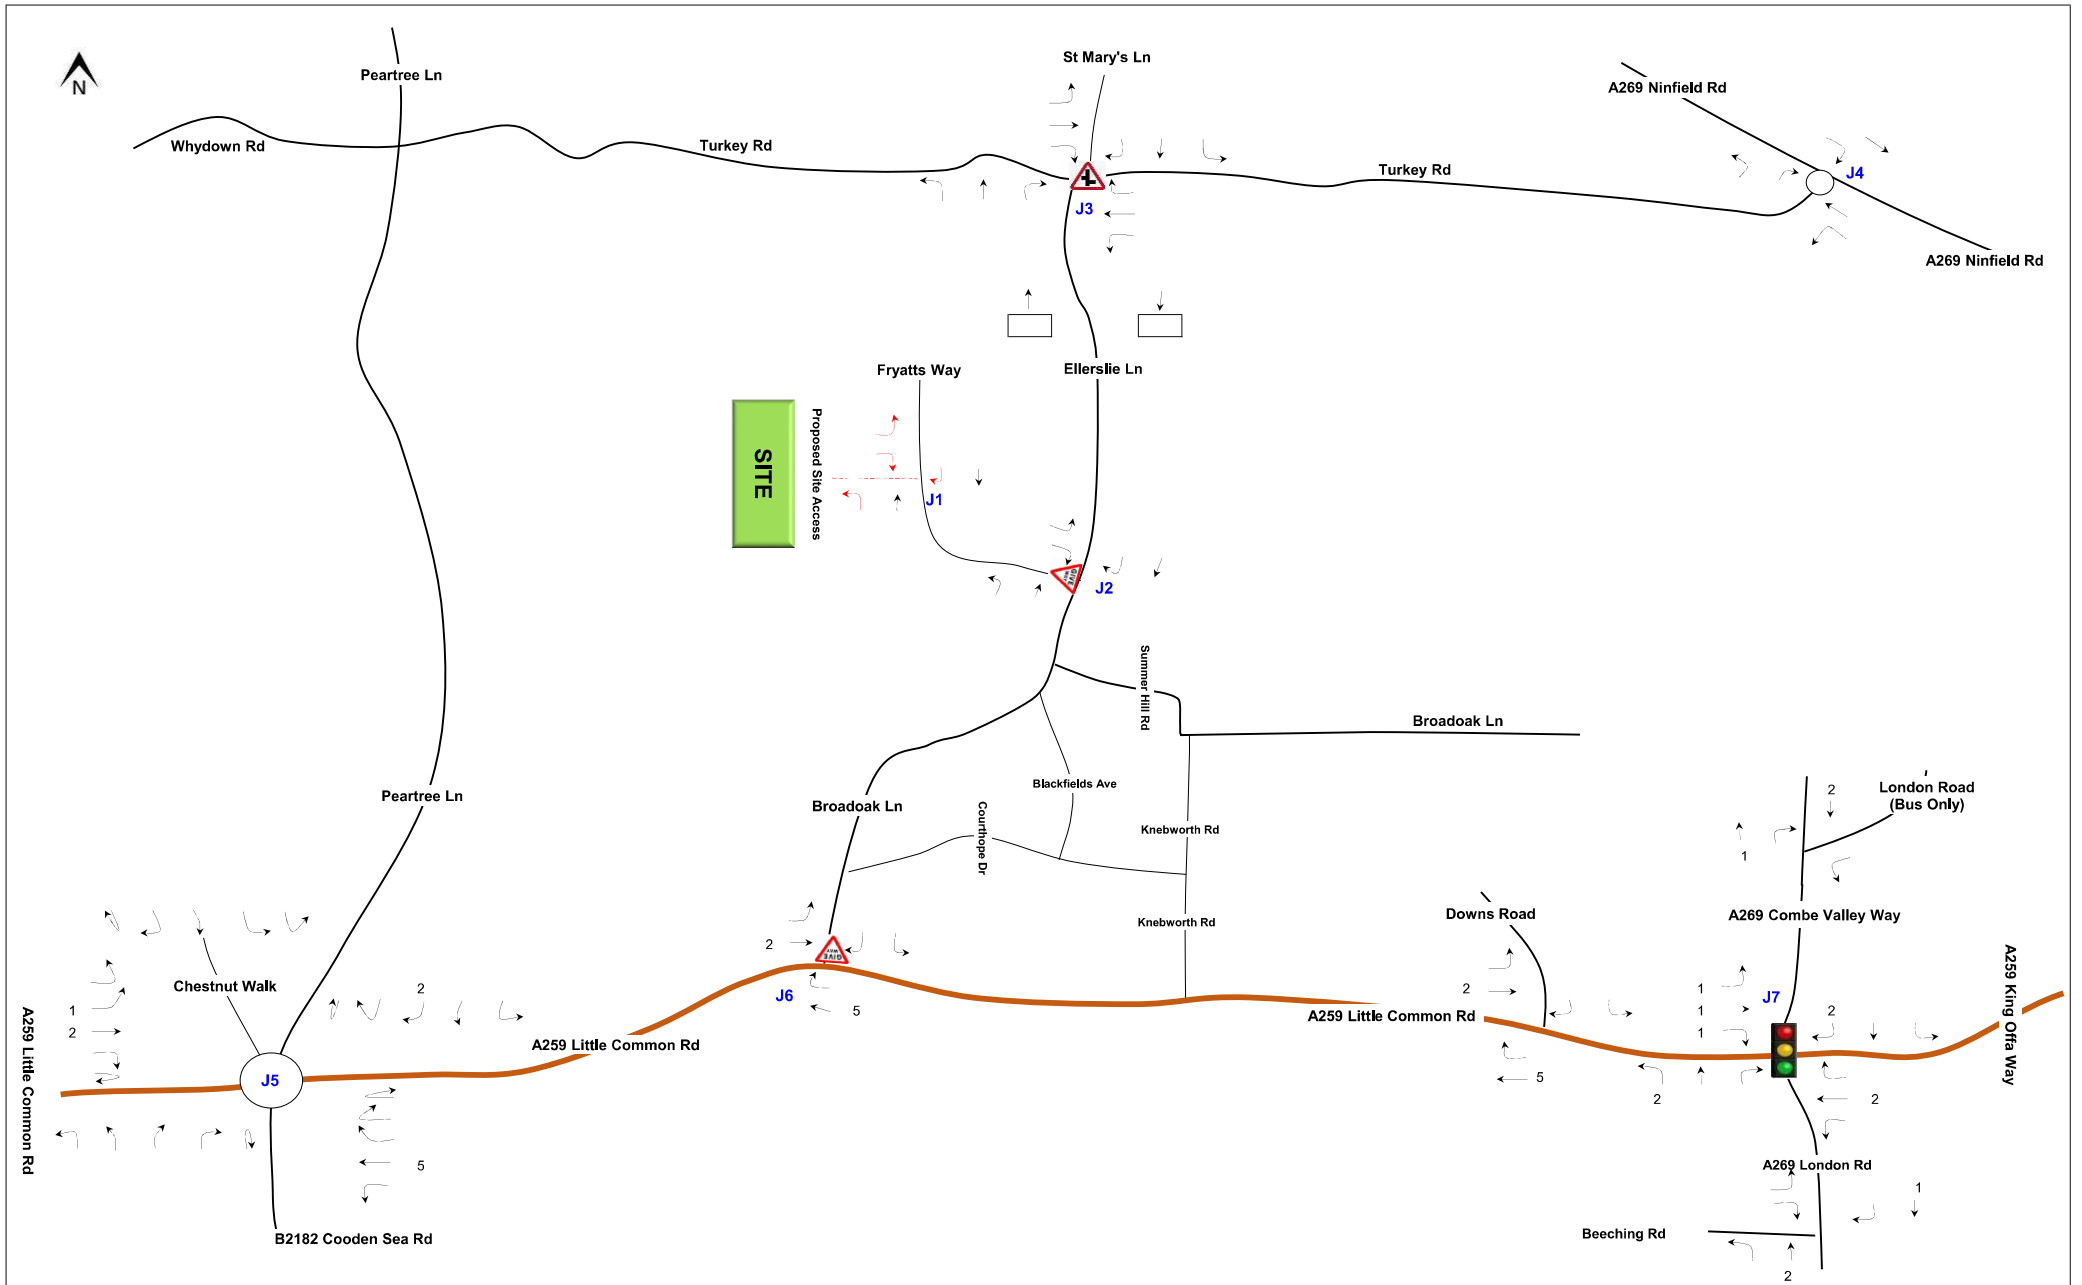 St Mary's Ln
Peartree Ln
A269 Ninfield Rd
N
Whydown Rd
Turkey Rd
Turkey Rd
J4
J3
A269 Ninfield Rd
Fryatts Way
Ellerslie Ln
SITE
Proposed Site Access
J1
GIVE
WAY
J2
Summer Hill Rd
Broadoak Ln
Blackfields Ave
Peartree Ln
Broadoak Ln
Courthope Dr
Knebworth Rd
2
London Road
(Bus Only)
1
Downs Road
A269 Combe Valley Way
Knebworth Rd
2
GIVE
WAY
Chestnut Walk
2
J6
5
2
1
J7
1
2
1
2
1
A259 Little Common Rd
A259 King Offa Way
A259 Little Common Rd
A259 Little Common Rd
J5
5
2
2
5
A269 London Rd
1
Beeching Rd
B2182 Cooden Sea Rd
2